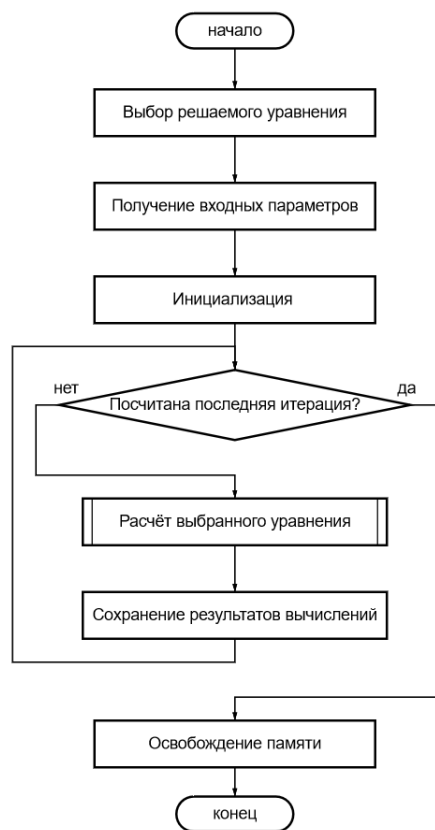 начало
Выбор решаемого уравнения
Получение входных параметров
Инициализация
нет
да
Посчитана последняя итерация?
Расчёт выбранного уравнения
Сохранение результатов вычислений
Освобождение памяти
конец